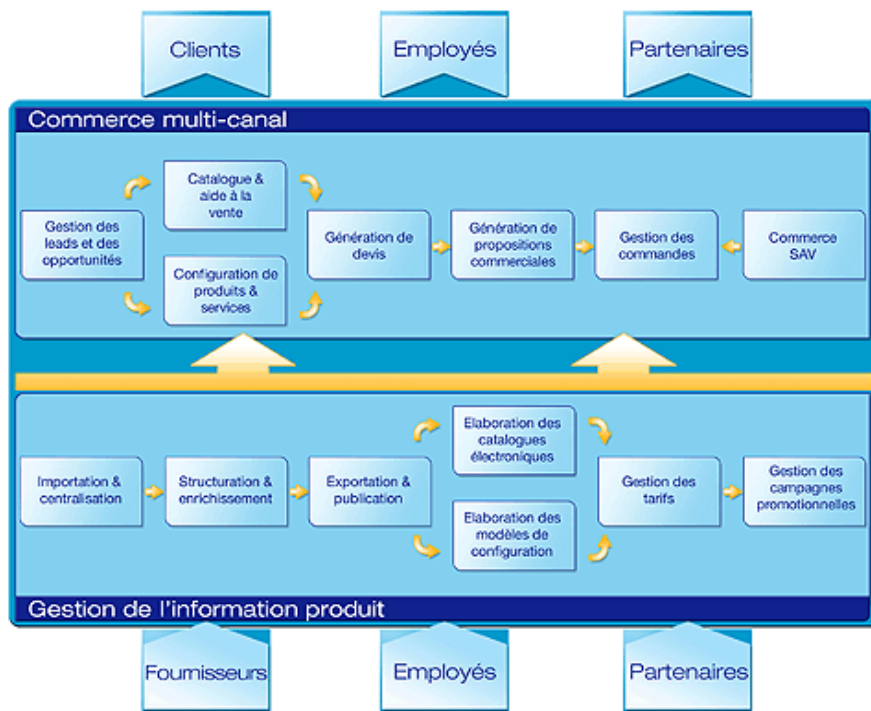 Clients
Employés
Partenaires
Commerce multi-canal
Gestion des
leads et des
opportunités
Catalogue &
aide à la
vente
Configuration de
produits &
services
Génération de
devis
Génération de
propositions
commerciales
Gestion des
commandes
Commerce
SAV
Importation &
centralisation
Structuration &
enrichissement
Exportation &
publication
Elaboration des
catalogues
électroniques
Elaboration des
modèles de
configuration
Gestion des
tarifs
Gestion des
campagnes
promotionnelles
Gestion de l'information produit
Fournisseurs
Employés
Partenaires